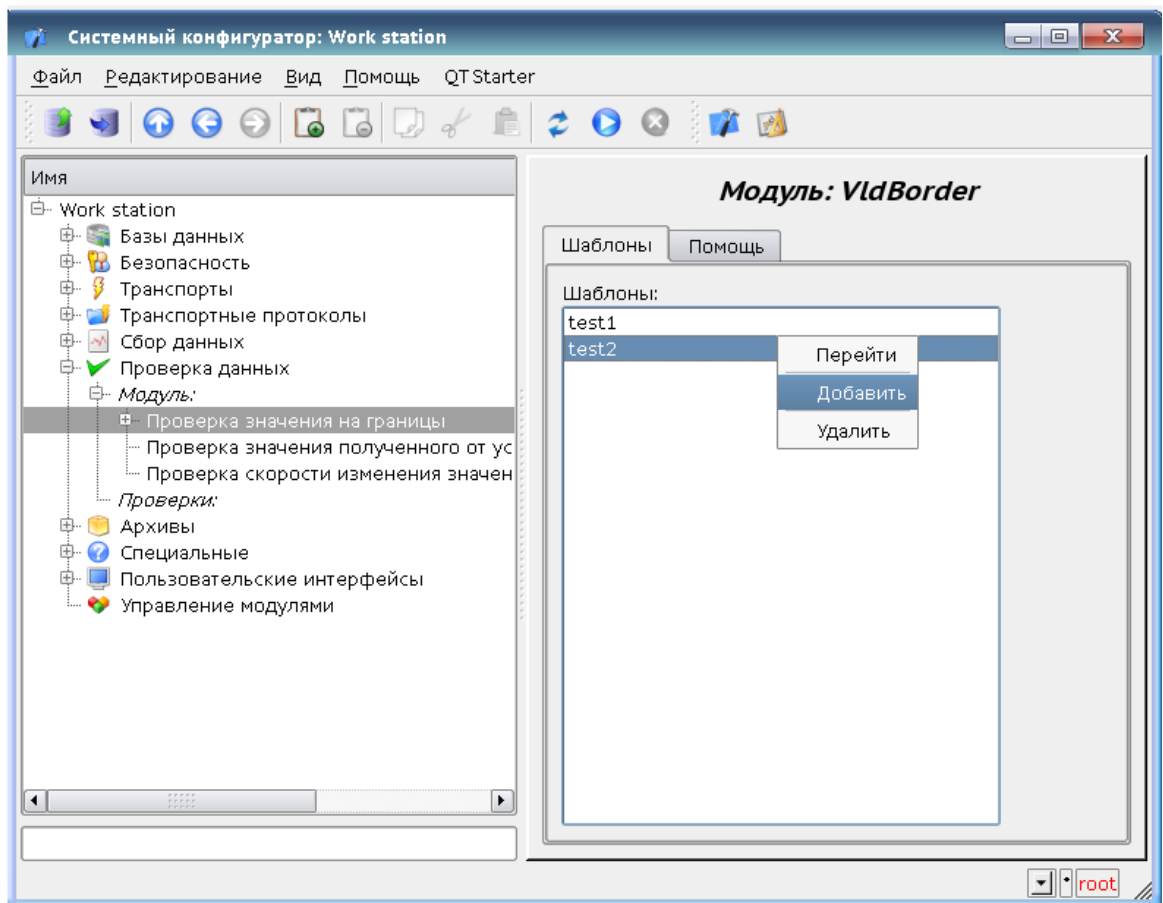 Системный конфигуратор: Work station
Файл Редактирование Вид Помощь QTStarter
Имя
Work station
Базы данных
Безопасность
Транспорты
Транспортные протоколы
Сбор данных
Проверка данных
Модуль:
Проверка значения на границы
Проверка значения полученного от ус
Проверка скорости изменения значен
Проверки:
Архивы
Специальные
Пользовательские интерфейсы
Управление модулями
Модуль: VldBorder
Шаблоны Помощь
Шаблоны:
test1
test2
Перейти
Добавить
Удалить
* root